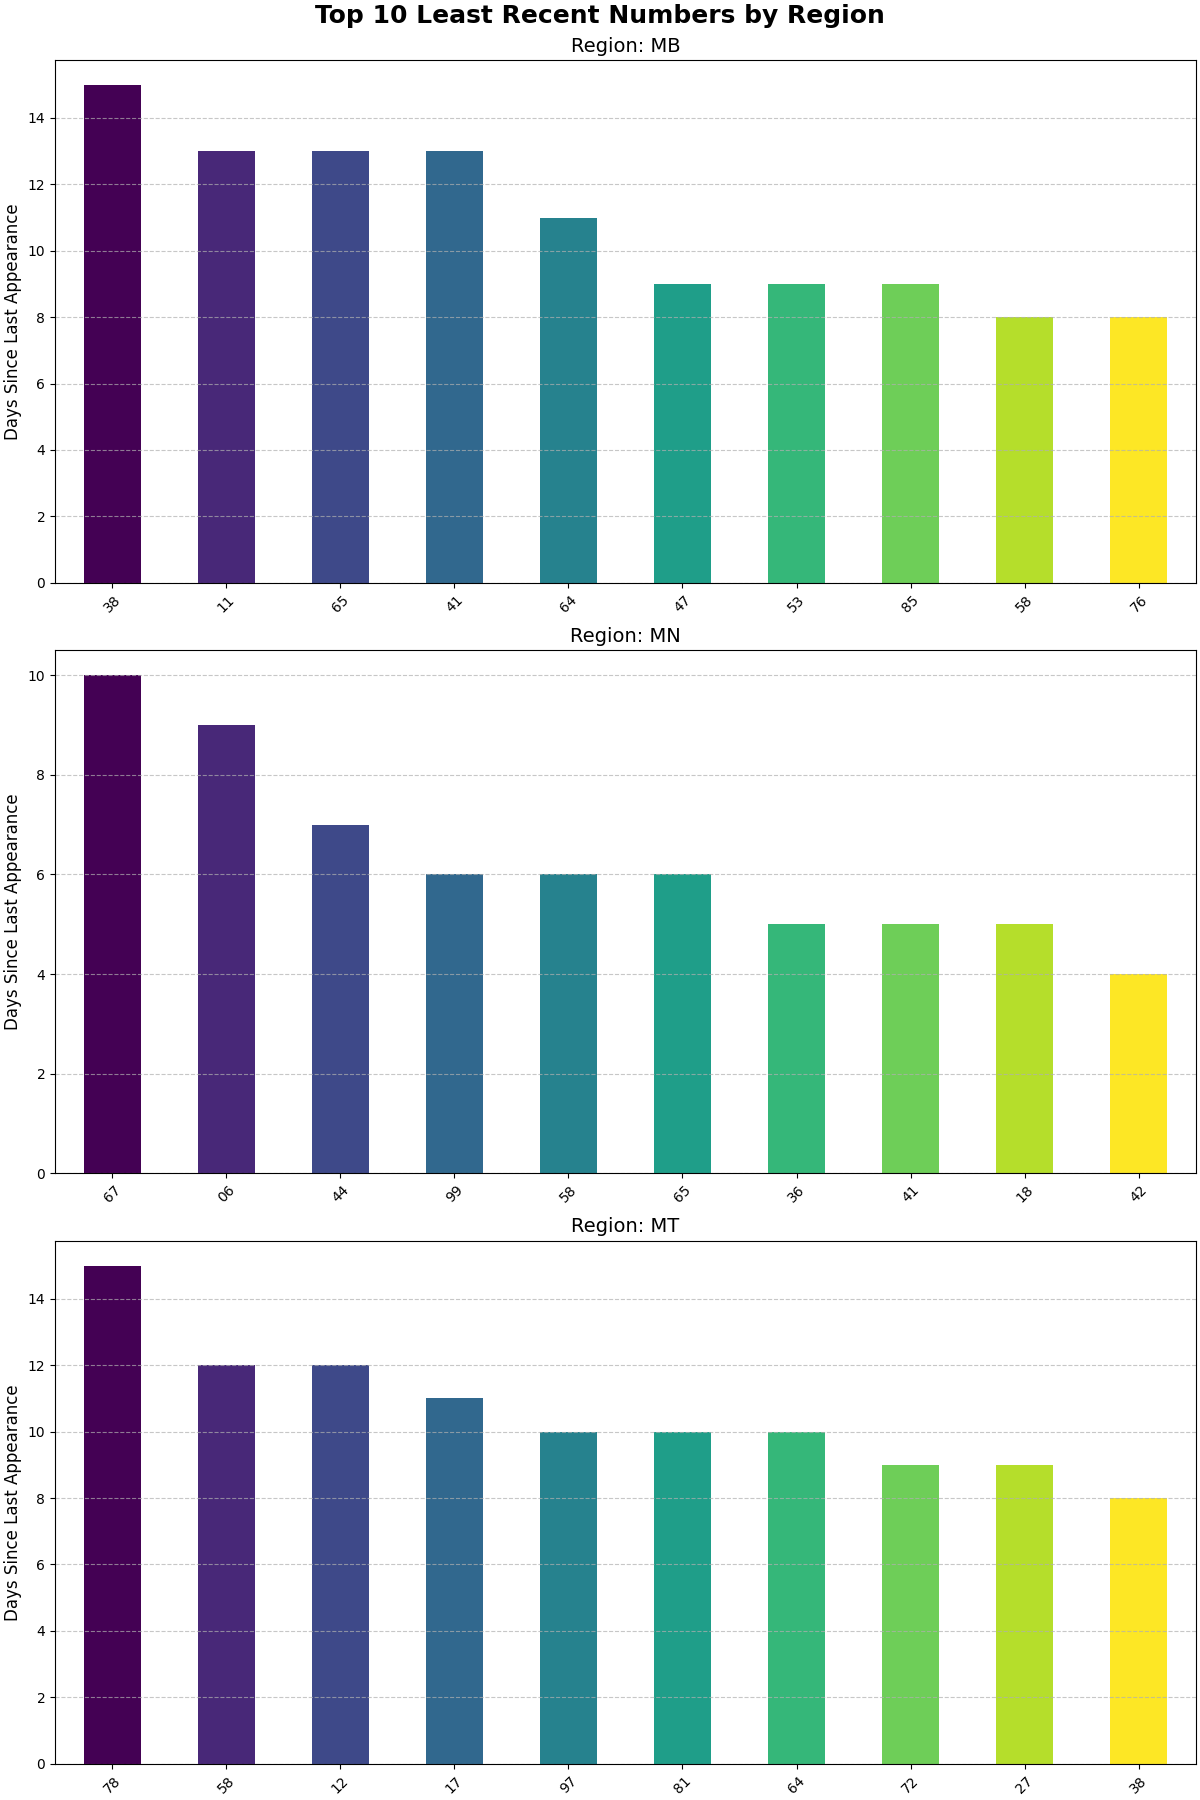 Top 10 Least Recent Numbers by Region
Region: MB
Days Since Last Appearance
14
12
10
8
6
4
2
0
38 11 65 41 64 47 53 85 58 76
Region: MN
Days Since Last Appearance
10
8
6
4
2
0
67 06 44 99 58 65 36 41 18 42
Region: MT
Days Since Last Appearance
14
12
10
8
6
4
2
0
78 58 12 17 97 81 64 72 27 38